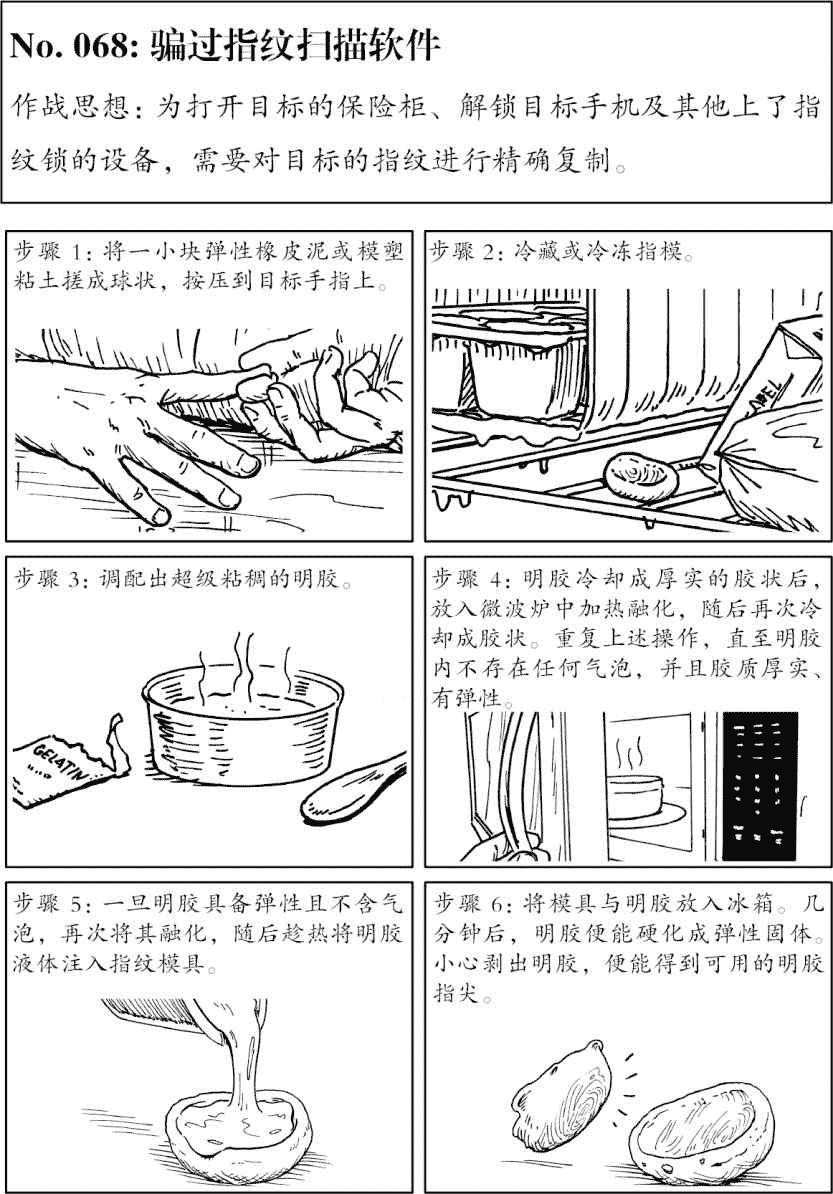 No. 068: 骗过指纹扫描软件
作战思想：为打开目标的保险柜、解锁目标手机及其他上了指
纹锁的设备，需要对目标的指纹进行精确复制。
步骤 1：将一小块弹性橡皮泥或模塑
粘土搓成球状，按压到目标手指上。
步骤 2：冷藏或冷冻指模。
ABEL
步骤 3：调配出超级粘稠的明胶。
GELATIN
步骤 4：明胶冷却成厚实的胶状后，
放入微波炉中加热融化，随后再次冷
却成胶状。重复上述操作，直至明胶
内不存在任何气泡，并且胶质厚实、
有弹性。
步骤 5：一旦明胶具备弹性且不含气
泡，再次将其融化，随后趁热将明胶
液体注入指纹模具。
步骤 6：将模具与明胶放入冰箱。几
分钟后，明胶便能硬化成弹性固体。
小心剥出明胶，便能得到可用的明胶
指尖。